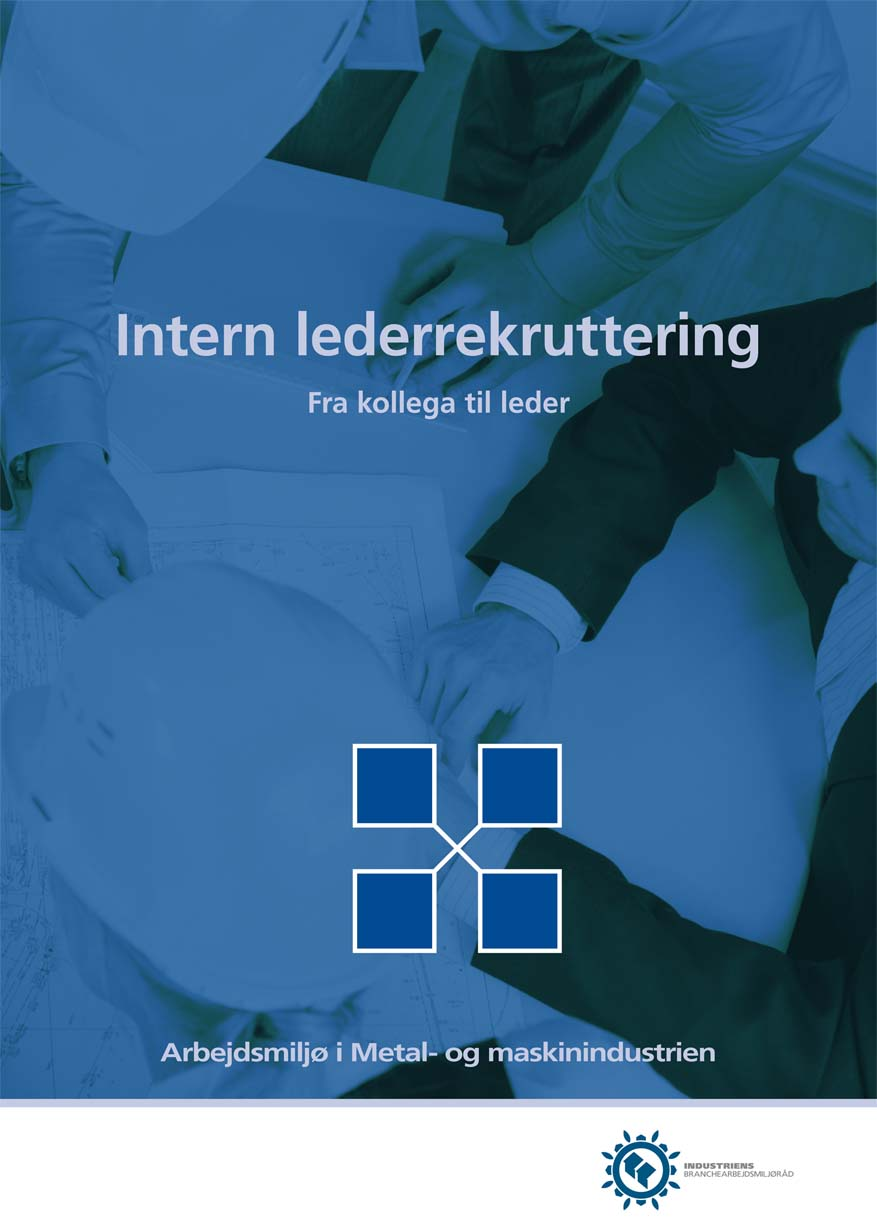 Intern lederrekruttering
Fra kollega til leder
Arbejdsmiljø i Metal- og maskinindustrien
INDUSTRIENS
BRANCHEARBEJDSMILJØRÅD